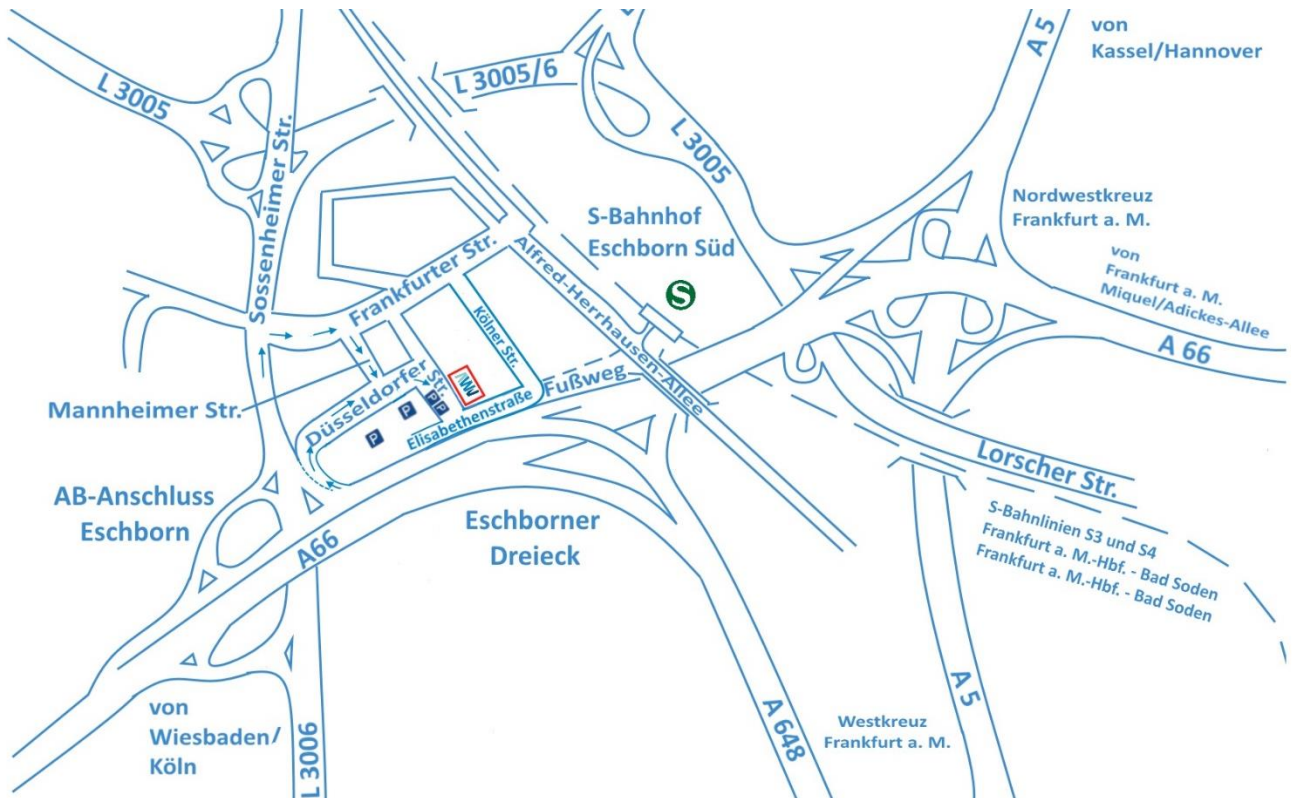 A 5
von
Kassel/Hannover
L 3005/6
L 3005
L 3005
Sossenheimer Str.
Nordwestkreuz
Frankfurt a. M.
S-Bahnhof
Eschborn Süd
S
von
Frankfurt a. M.
Miquel/Adickes-Allee
A 66
Frankfurter Str.
Alfred-Herrhausen-Allee
Kölner Str.
Mannheimer Str.
Düsseldorfer
Str.
Fußweg
P
P
P
P
Elisabethenstraße
AB-Anschluss
Eschborn
A66
Eschborner
Dreieck
Lorscher Str.
S-Bahnlinien S3 und S4
Frankfurt a. M.-Hbf. - Bad Soden
Frankfurt a. M.-Hbf. - Bad Soden
von
Wiesbaden/
Köln
L 3006
A 648
Westkreuz
Frankfurt a. M.
A 5